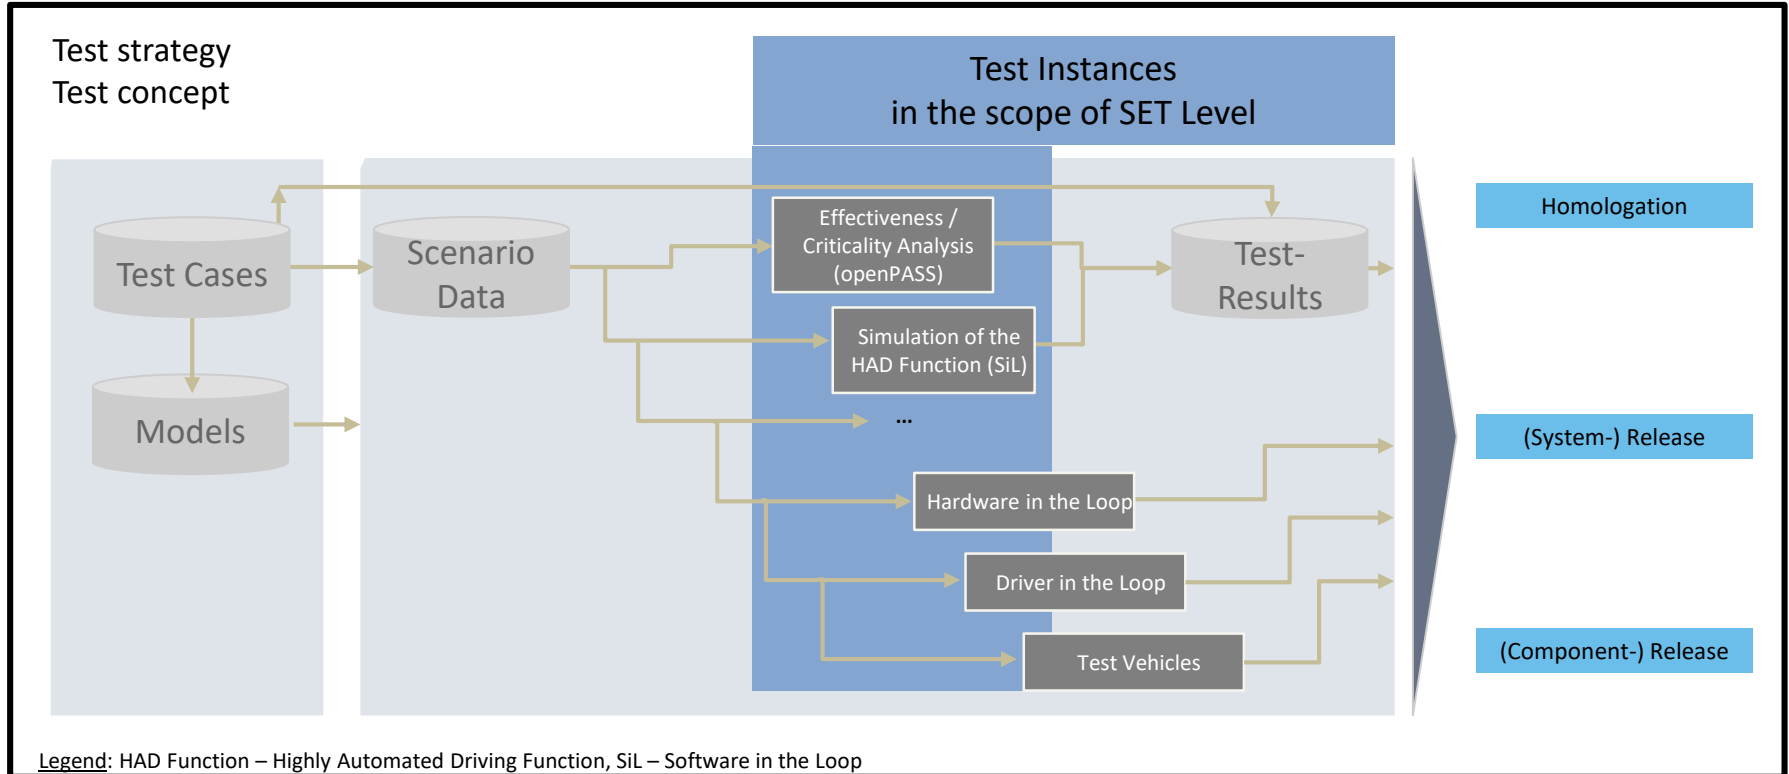 Test strategy
Test concept
Test Instances
in the scope of SET Level
Test Cases
Models
Scenario
Data
Effectiveness /
Criticality Analysis
(openPASS)
Simulation of the
HAD Function (SiL)
...
Hardware in the Loop
Driver in the Loop
Test Vehicles
Test-
Results
Homologation
(System-) Release
(Component-) Release
Legend: HAD Function – Highly Automated Driving Function, SiL – Software in the Loop